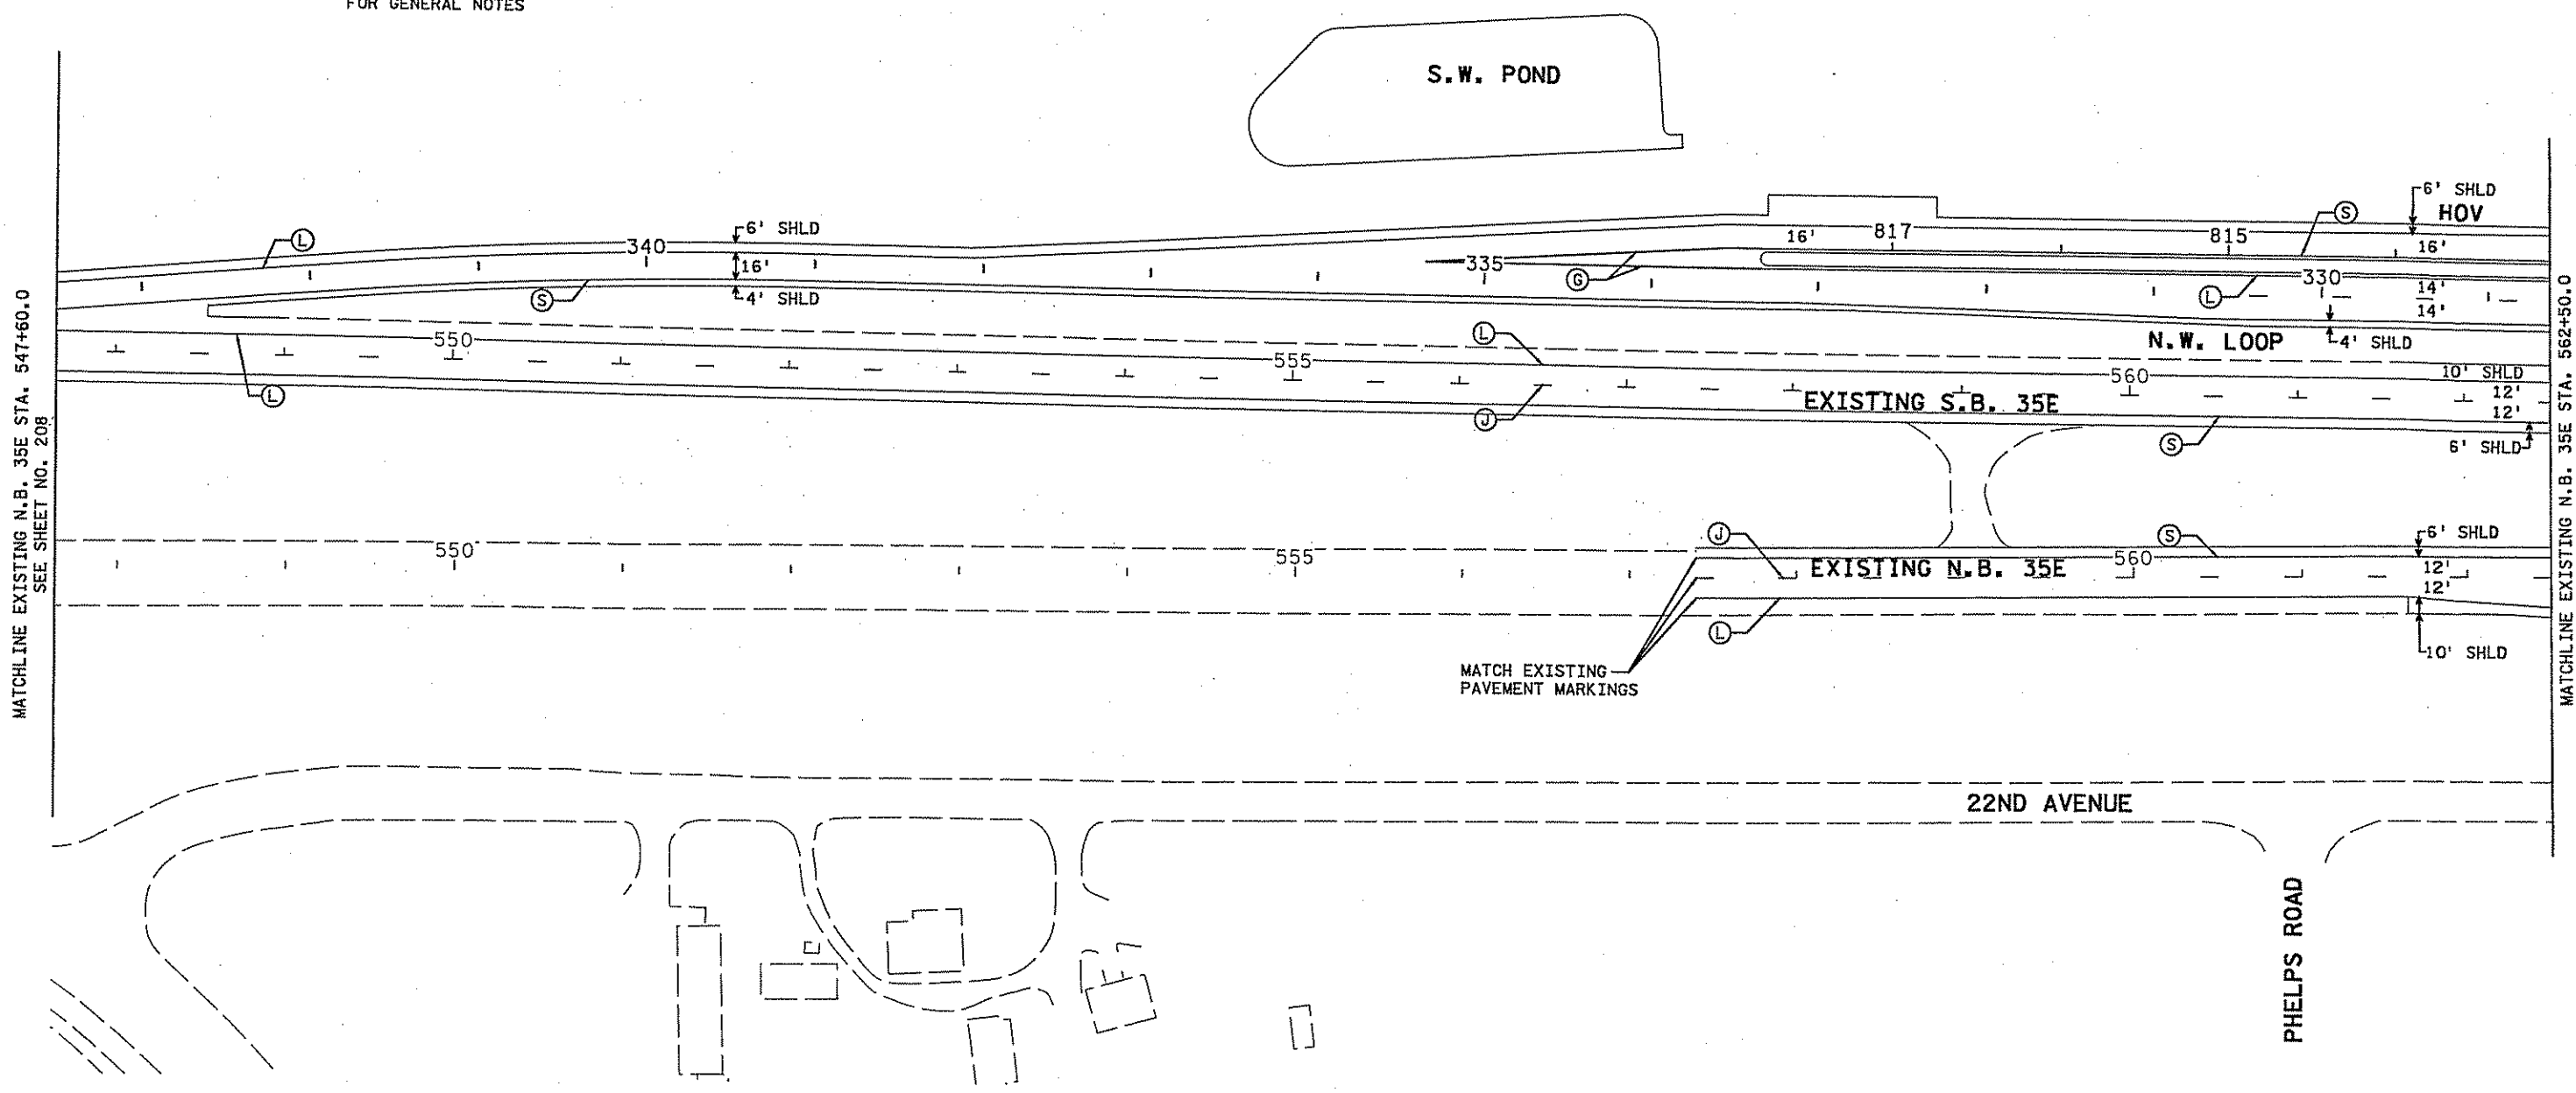 FOR GENERAL NOTES
S.W. POND
MATCHLINE EXISTING N.B. 35E STA. 547+60.0
SEE SHEET NO. 208
MATCHLINE EXISTING N.B. 35E STA. 562+50.0
6' SHLD
HOV
S
L
340
6' SHLD
16'
817
815
16'
16'
335
G
330
S
4' SHLD
L
14'
14'
L
N.W. LOOP
4' SHLD
550
555
560
10' SHLD
12'
12'
L
J
EXISTING S.B. 35E
S
6' SHLD
J
S
6' SHLD
550
555
560
EXISTING N.B. 35E
12'
12'
L
10' SHLD
MATCH EXISTING
PAVEMENT MARKINGS
22ND AVENUE
PHELPS ROAD